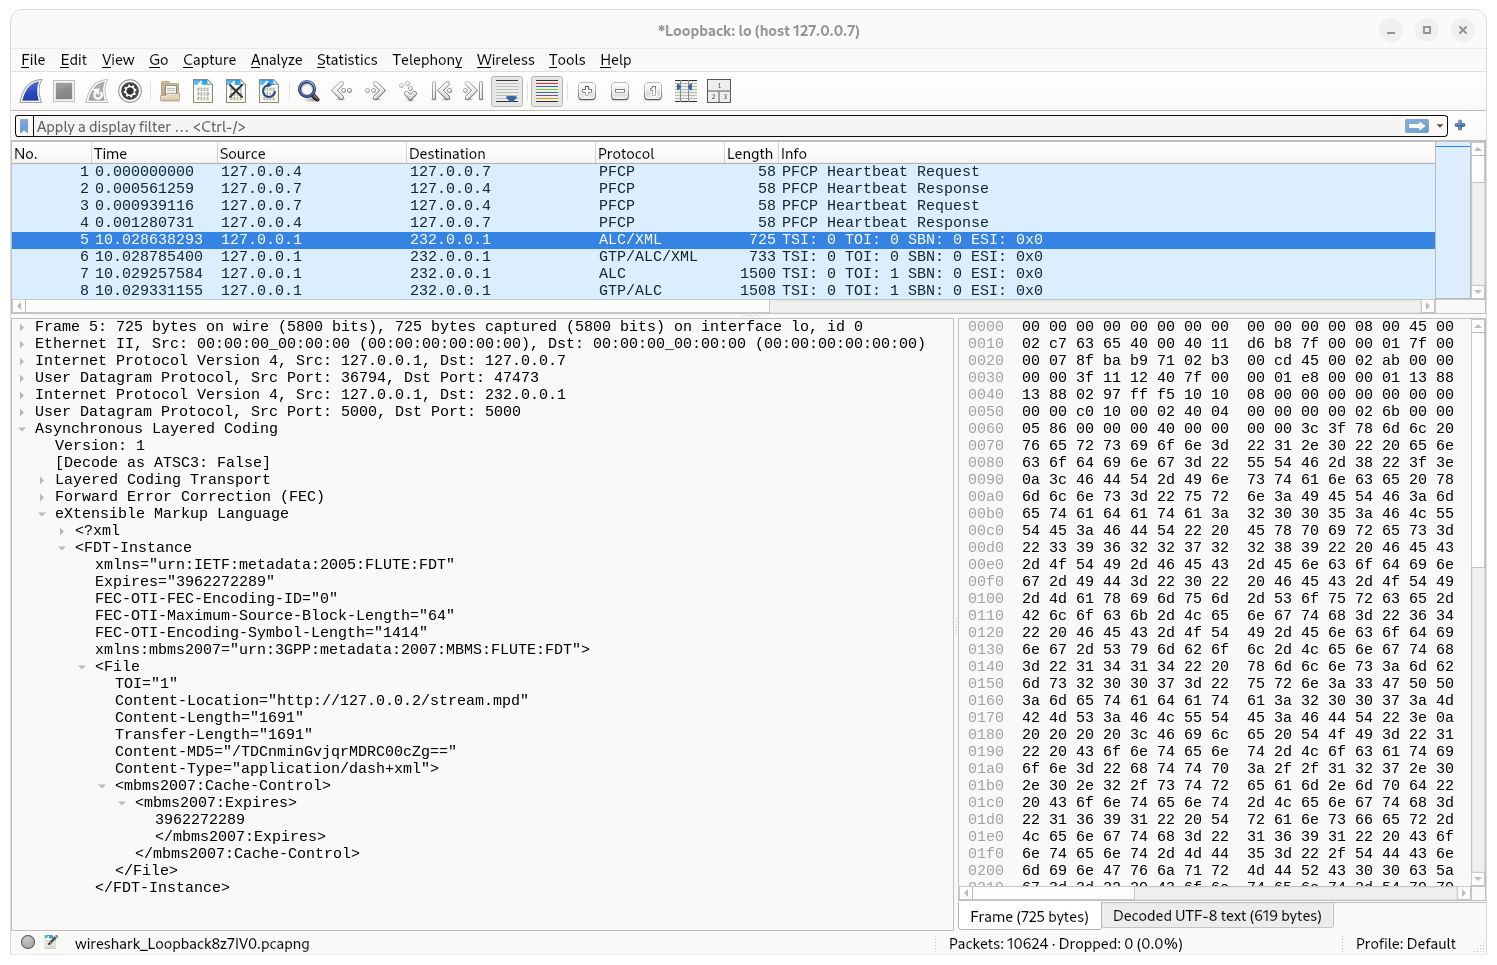 *Loopback: lo (host 127.0.0.7)
File Edit View Go Capture Analyze Statistics Telephony Wireless Tools Help
Apply a display filter … <Ctrl-/>
No. Time Source Destination Protocol Length Info
1 0.000000000 127.0.0.4 127.0.0.7 PFCP 58 PFCP Heartbeat Request
2 0.000561259 127.0.0.7 127.0.0.4 PFCP 58 PFCP Heartbeat Response
3 0.000939116 127.0.0.7 127.0.0.4 PFCP 58 PFCP Heartbeat Request
4 0.001280731 127.0.0.4 127.0.0.7 PFCP 58 PFCP Heartbeat Response
5 10.028638293 127.0.0.1 232.0.0.1 ALC/XML 725 TSI: 0 TOI: 0 SBN: 0 ESI: 0x0
6 10.028785400 127.0.0.1 232.0.0.1 GTP/ALC/XML 733 TSI: 0 TOI: 0 SBN: 0 ESI: 0x0
7 10.029257584 127.0.0.1 232.0.0.1 ALC 1500 TSI: 0 TOI: 1 SBN: 0 ESI: 0x0
8 10.029331155 127.0.0.1 232.0.0.1 GTP/ALC 1508 TSI: 0 TOI: 1 SBN: 0 ESI: 0x0
Frame 5: 725 bytes on wire (5800 bits), 725 bytes captured (5800 bits) on interface lo, id 0
Ethernet II, Src: 00:00:00_00:00:00 (00:00:00:00:00:00), Dst: 00:00:00_00:00:00 (00:00:00:00:00:00)
Internet Protocol Version 4, Src: 127.0.0.1, Dst: 127.0.0.7
User Datagram Protocol, Src Port: 36794, Dst Port: 47473
Internet Protocol Version 4, Src: 127.0.0.1, Dst: 232.0.0.1
User Datagram Protocol, Src Port: 5000, Dst Port: 5000
Asynchronous Layered Coding
Version: 1
[Decode as ATSC3: False]
Layered Coding Transport
Forward Error Correction (FEC)
eXtensible Markup Language
<?xml
<FDT-Instance
xmlns="urn:IETF:metadata:2005:FLUTE:FDT"
Expires="3962272289"
FEC-OTI-FEC-Encoding-ID="0"
FEC-OTI-Maximum-Source-Block-Length="64"
FEC-OTI-Encoding-Symbol-Length="1414"
xmlns:mbms2007="urn:3GPP:metadata:2007:MBMS:FLUTE:FDT">
<File
TOI="1"
Content-Location="http://127.0.0.2/stream.mpd"
Content-Length="1691"
Transfer-Length="1691"
Content-MD5="/TDCnminGvjqrMDRC00cZg=="
Content-Type="application/dash+xml">
<mbms2007:Cache-Control>
<mbms2007:Expires>
3962272289
</mbms2007:Expires>
</mbms2007:Cache-Control>
</File>
</FDT-Instance>
0000 00 00 00 00 00 00 00 00 00 00 00 00 08 00 45 00
0010 02 c7 63 65 40 00 40 11 d6 b8 7f 00 00 01 7f 00
0020 00 07 8f ba b9 71 02 b3 00 cd 45 00 02 ab 00 00
0030 00 00 3f 11 12 40 7f 00 00 01 e8 00 00 01 13 88
0040 13 88 02 97 ff f5 10 10 08 00 00 00 00 00 00 00
0050 00 00 c0 10 00 02 40 04 00 00 00 00 02 6b 00 00
0060 05 86 00 00 00 40 00 00 00 00 3c 3f 78 6d 6c 20
0070 76 65 72 73 69 6f 6e 3d 22 31 2e 30 22 20 65 6e
0080 63 6f 64 69 6e 67 3d 22 55 54 46 2d 38 22 3f 3e
0090 0a 3c 46 44 54 2d 49 6e 73 74 61 6e 63 65 20 78
00a0 6d 6c 6e 73 3d 22 75 72 6e 3a 49 45 54 46 3a 6d
00b0 65 74 61 64 61 74 61 3a 32 30 30 35 3a 46 4c 55
00c0 54 45 3a 46 44 54 22 20 45 78 70 69 72 65 73 3d
00d0 22 33 39 36 32 32 37 32 32 38 39 22 20 46 45 43
00e0 2d 4f 54 49 2d 46 45 43 2d 45 6e 63 6f 64 69 6e
00f0 67 2d 49 44 3d 22 30 22 20 46 45 43 2d 4f 54 49
0100 2d 4d 61 78 69 6d 75 6d 2d 53 6f 75 72 63 65 2d
0110 42 6c 6f 63 6b 2d 4c 65 6e 67 74 68 3d 22 36 34
0120 22 20 46 45 43 2d 4f 54 49 2d 45 6e 63 6f 64 69
0130 6e 67 2d 53 79 6d 62 6f 6c 2d 4c 65 6e 67 74 68
0140 3d 22 31 34 31 34 22 20 78 6d 6c 6e 73 3a 6d 62
0150 6d 73 32 30 30 37 3d 22 75 72 6e 3a 33 47 50 50
0160 3a 6d 65 74 61 64 61 74 61 3a 32 30 30 37 3a 4d
0170 42 4d 53 3a 46 4c 55 54 45 3a 46 44 54 22 3e 0a
0180 20 20 20 20 3c 46 69 6c 65 20 54 4f 49 3d 22 31
0190 22 20 43 6f 6e 74 65 6e 74 2d 4c 6f 63 61 74 69
01a0 6f 6e 3d 22 68 74 74 70 3a 2f 2f 31 32 37 2e 30
01b0 2e 30 2e 32 2f 73 74 72 65 61 6d 2e 6d 70 64 22
01c0 20 43 6f 6e 74 65 6e 74 2d 4c 65 6e 67 74 68 3d
01d0 22 31 36 39 31 22 20 54 72 61 6e 73 66 65 72 2d
01e0 4c 65 6e 67 74 68 3d 22 31 36 39 31 22 20 43 6f
01f0 6e 74 65 6e 74 2d 4d 44 35 3d 22 2f 54 44 43 6e
0200 6d 69 6e 47 76 6a 71 72 4d 44 52 43 30 30 63 5a
Frame (725 bytes) Decoded UTF-8 text (619 bytes)
wireshark_Loopback8z7lV0.pcapng Packets: 10624 · Dropped: 0 (0.0%) Profile: Default